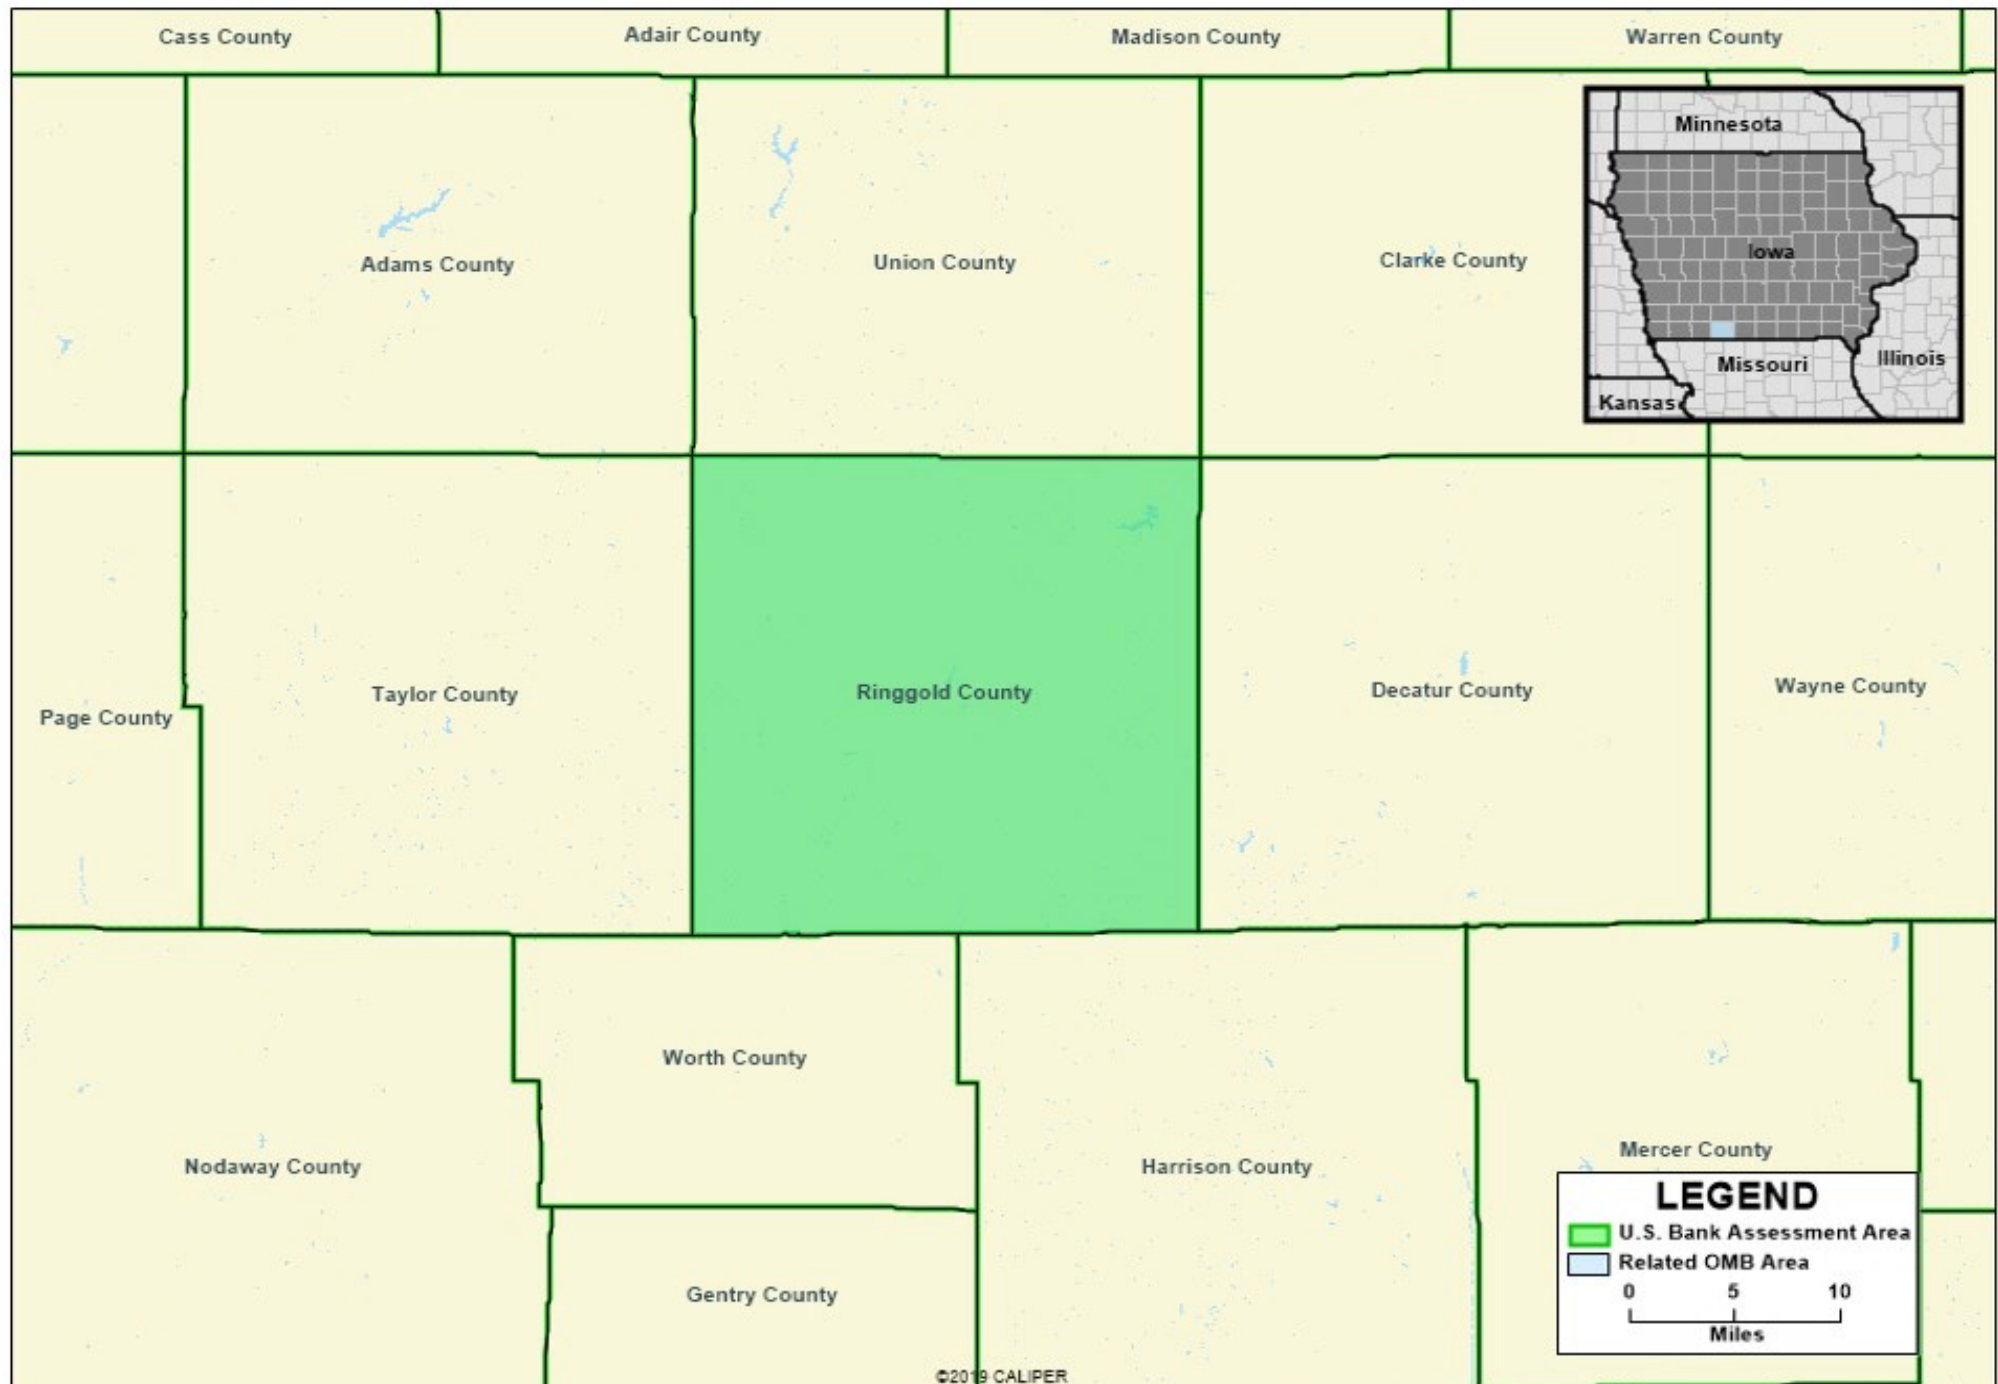 Cass County
Adair County
Madison County
Warren County
Minnesota
Iowa
Missouri
Illinois
Kansas
Adams County
Union County
Clarke County
Page County
Taylor County
Ringgold County
Decatur County
Wayne County
Nodaway County
Worth County
Harrison County
Mercer County
Gentry County
LEGEND
U.S. Bank Assessment Area
Related OMB Area
0 5 10
Miles
©2019 CALIPER